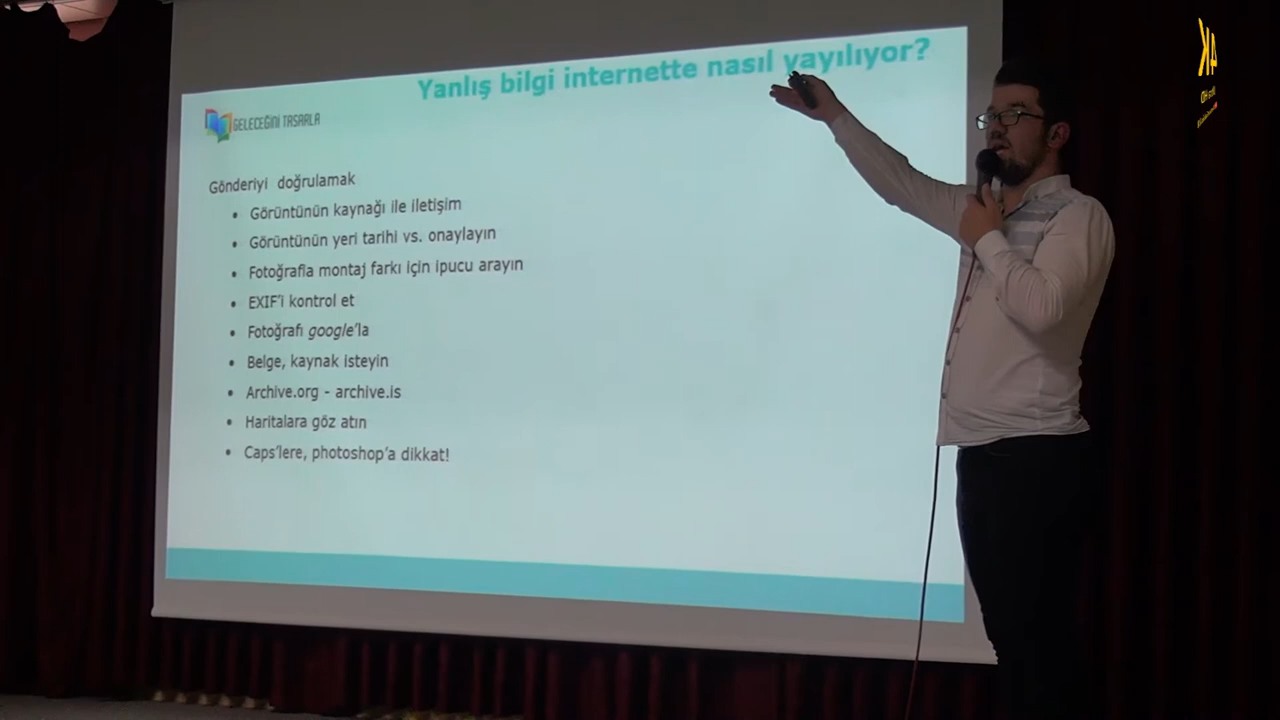 Yanlış bilgi internette nasıl yayılıyor?
GELECEĞİNİ TASARLA
Gönderiyi doğrulamak
• Görüntünün kaynağı ile iletişim
• Görüntünün yeri tarihi vs. onaylayın
• Fotoğrafla montaj farkı için ipucu arayın
• EXIF'i kontrol et
• Fotoğrafı google'la
• Belge, kaynak isteyin
• Archive.org - archive.is
• Haritalara göz atın
• Caps'lere, photoshop'a dikkat!